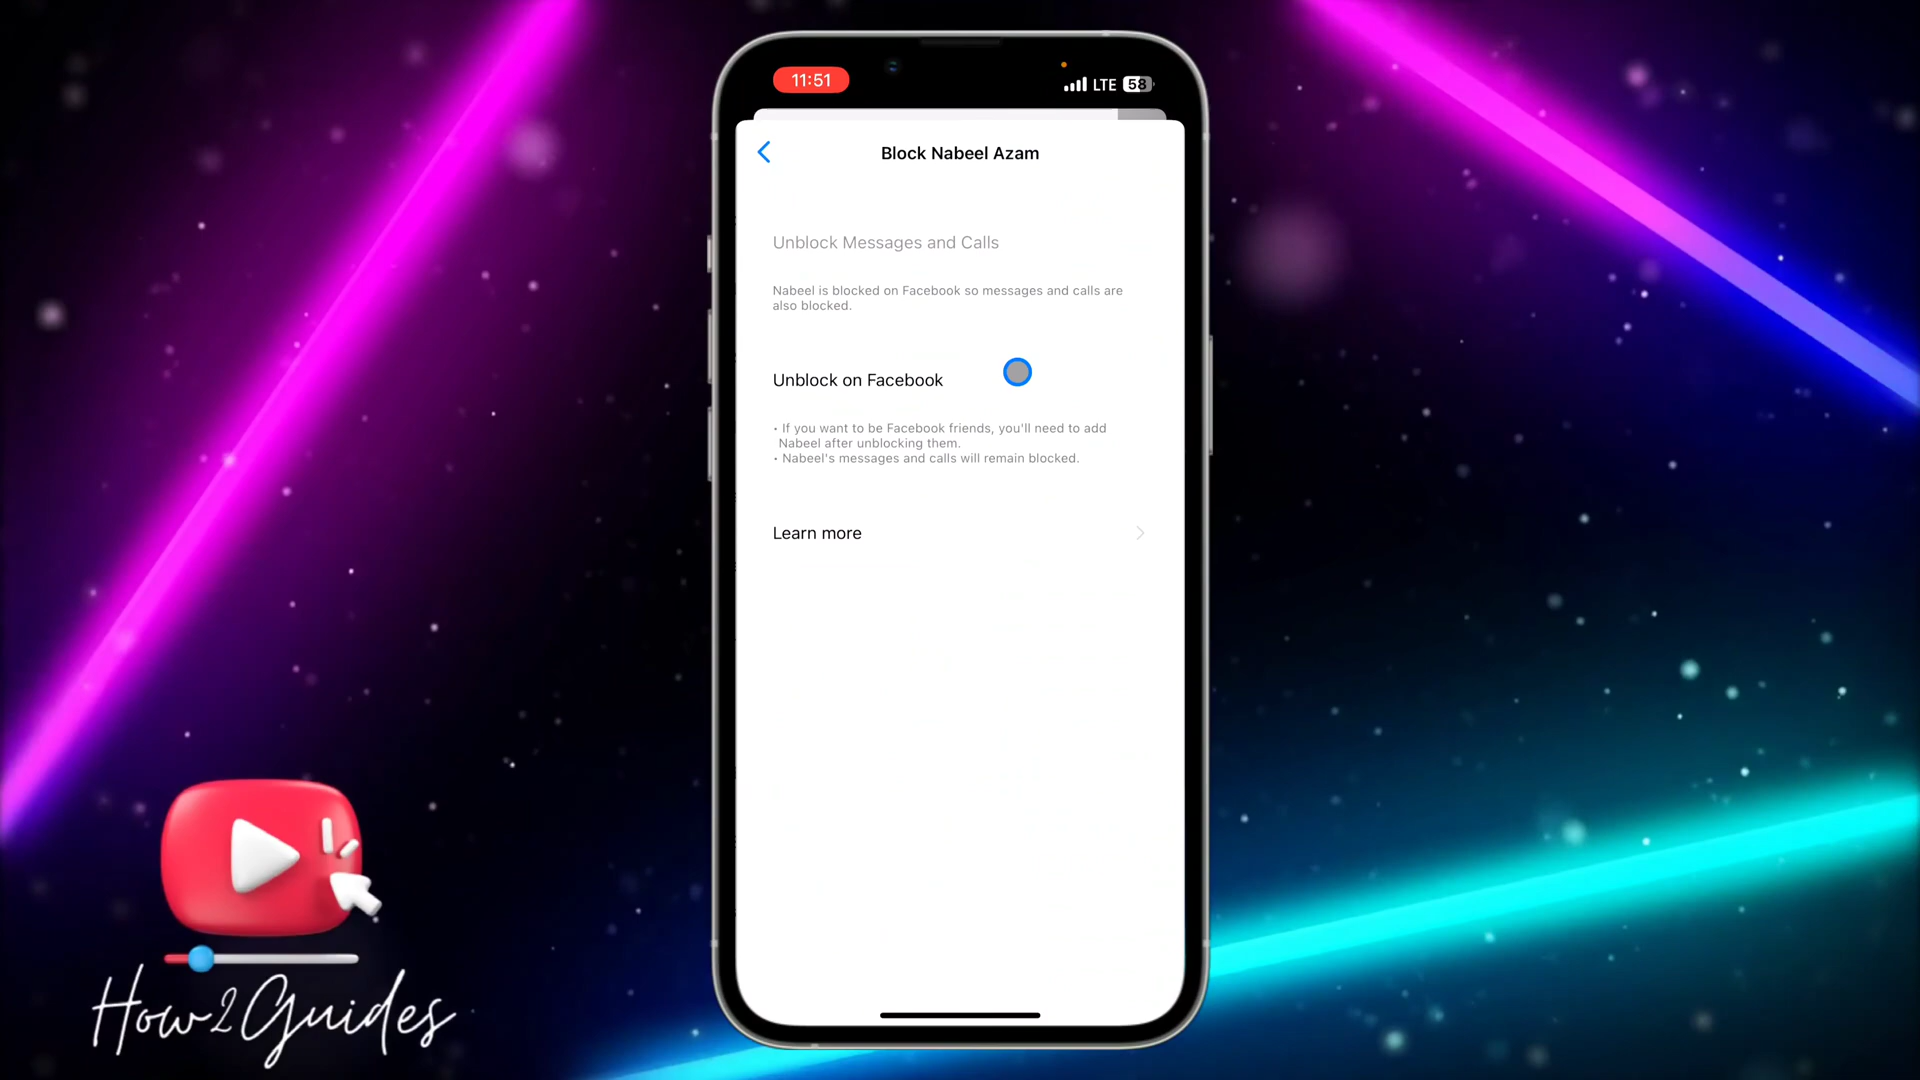 11:51
LTE 58
Block Nabeel Azam
Unblock Messages and Calls
Nabeel is blocked on Facebook so messages and calls are
also blocked.
Unblock on Facebook
• If you want to be Facebook friends, you'll need to add
Nabeel after unblocking them.
• Nabeel's messages and calls will remain blocked.
Learn more
How2Guides